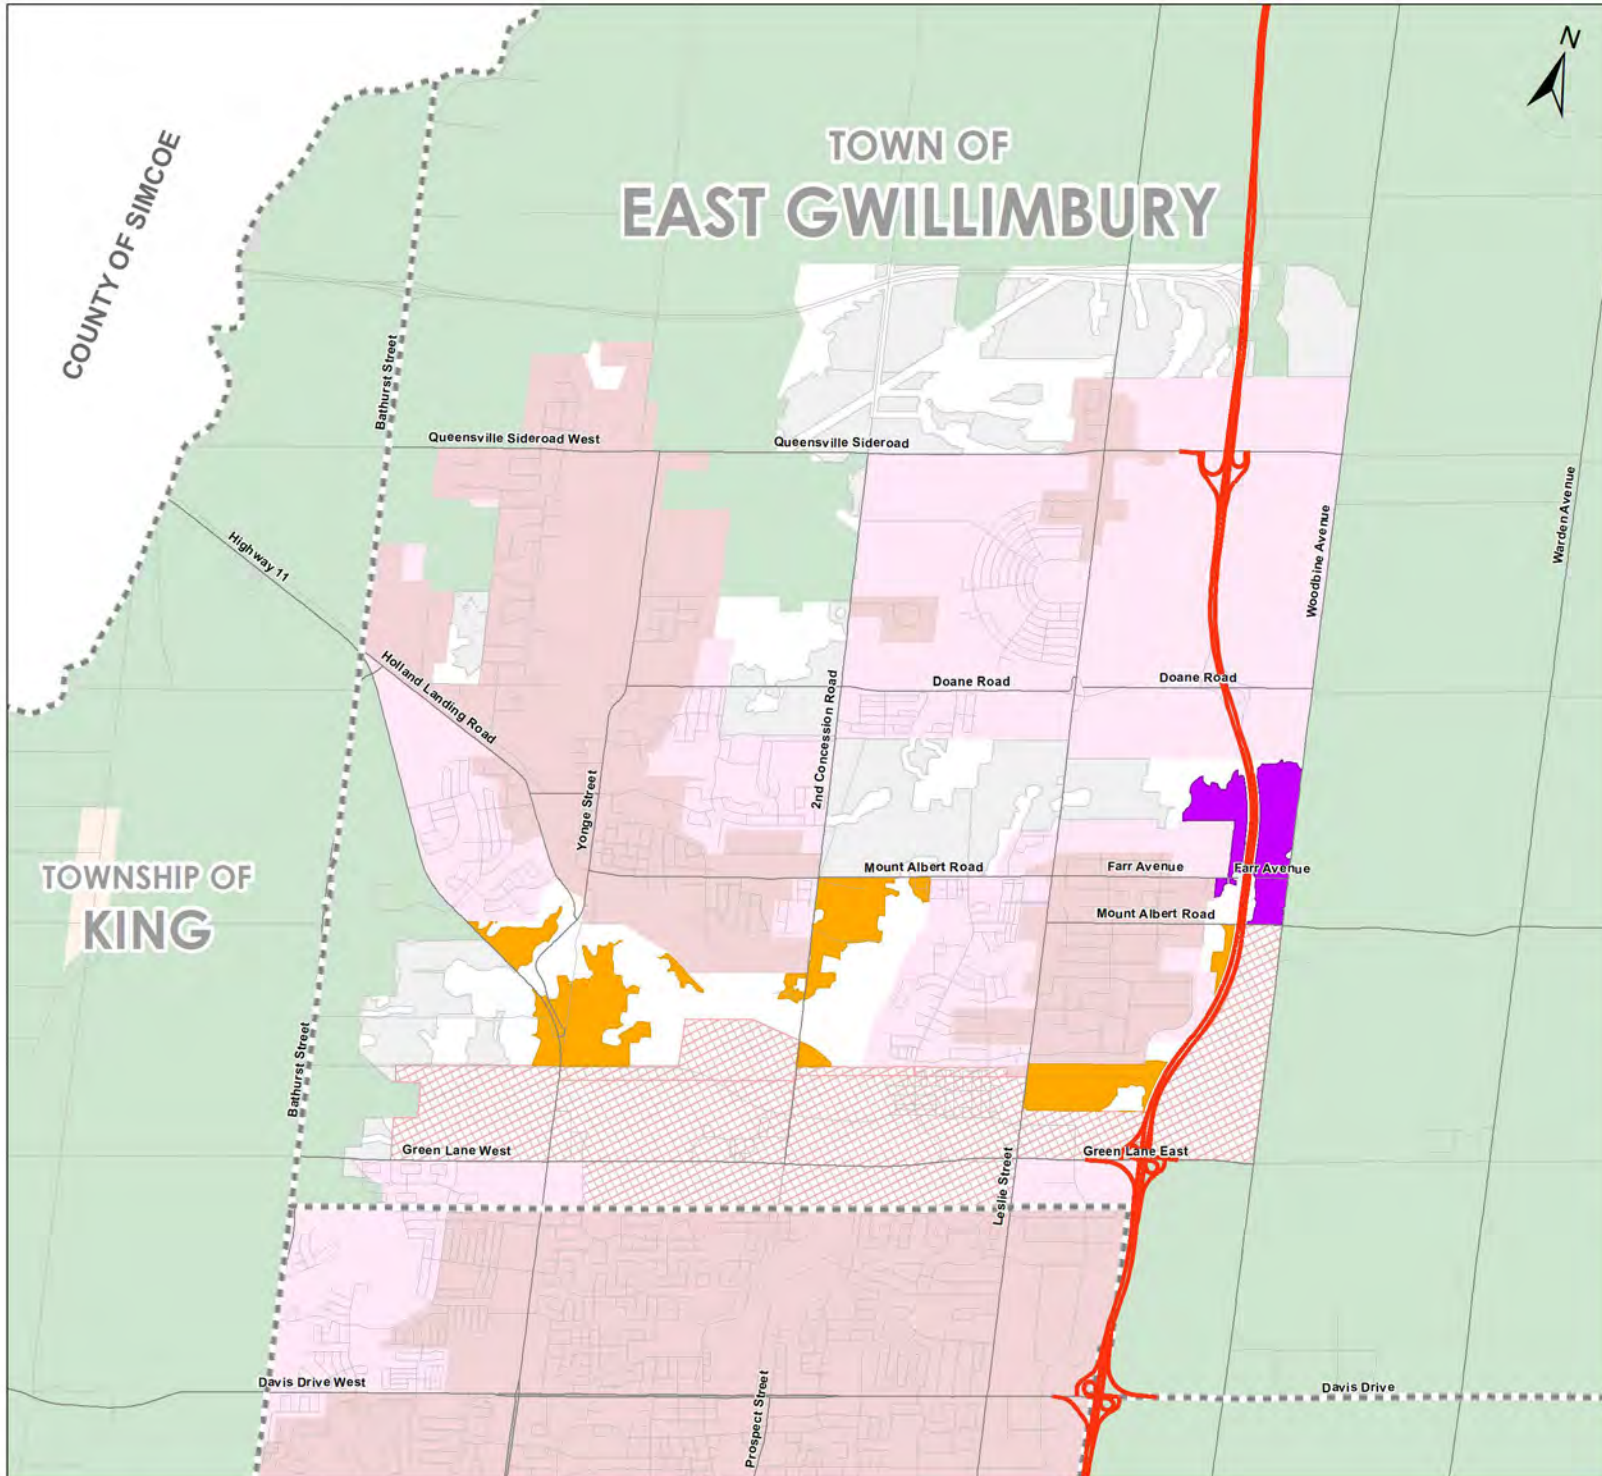 N
TOWN OF
EAST GWILLIMBURY
COUNTY OF SIMCOE
Bathurst Street
Queensville Sideroad West
Queensville Sideroad
Warden Avenue
Woodbine Avenue
Highway 11
Holland Landing Road
Doane Road
Doane Road
2nd Concession Road
Yonge Street
Mount Albert Road
Farr Avenue
Farr Avenue
TOWNSHIP OF
KING
Mount Albert Road
Bathurst Street
Green Lane West
Green Lane East
Leslie Street
Davis Drive West
Prospect Street
Davis Drive